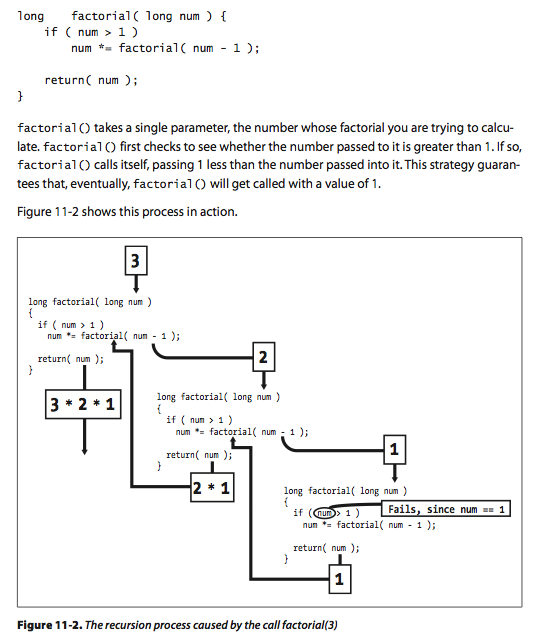 long    factorial( long num ) {
    if ( num > 1 )
        num *= factorial( num - 1 );

    return( num );
}
factorial() takes a single parameter, the number whose factorial you are trying to calcu-
late. factorial() first checks to see whether the number passed to it is greater than 1. If so,
factorial() calls itself, passing 1 less than the number passed into it. This strategy guaran-
tees that, eventually, factorial() will get called with a value of 1.
Figure 11-2 shows this process in action.
3
long factorial( long num )
{
  if ( num > 1 )
    num *= factorial( num - 1 );
  return( num );
}
3 * 2 * 1
2
long factorial( long num )
{
  if ( num > 1 )
    num *= factorial( num - 1 );
  return( num );
}
2 * 1
1
long factorial( long num )
{
  if ( num > 1 )
Fails, since num == 1
    num *= factorial( num - 1 );
  return( num );
}
1
Figure 11-2. The recursion process caused by the call factorial(3)